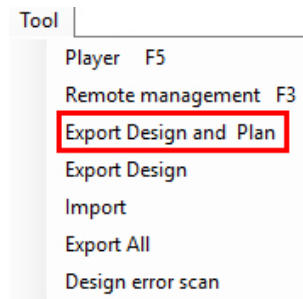 Tool
Player F5
Remote management F3
Export Design and Plan
Export Design
Import
Export All
Design error scan